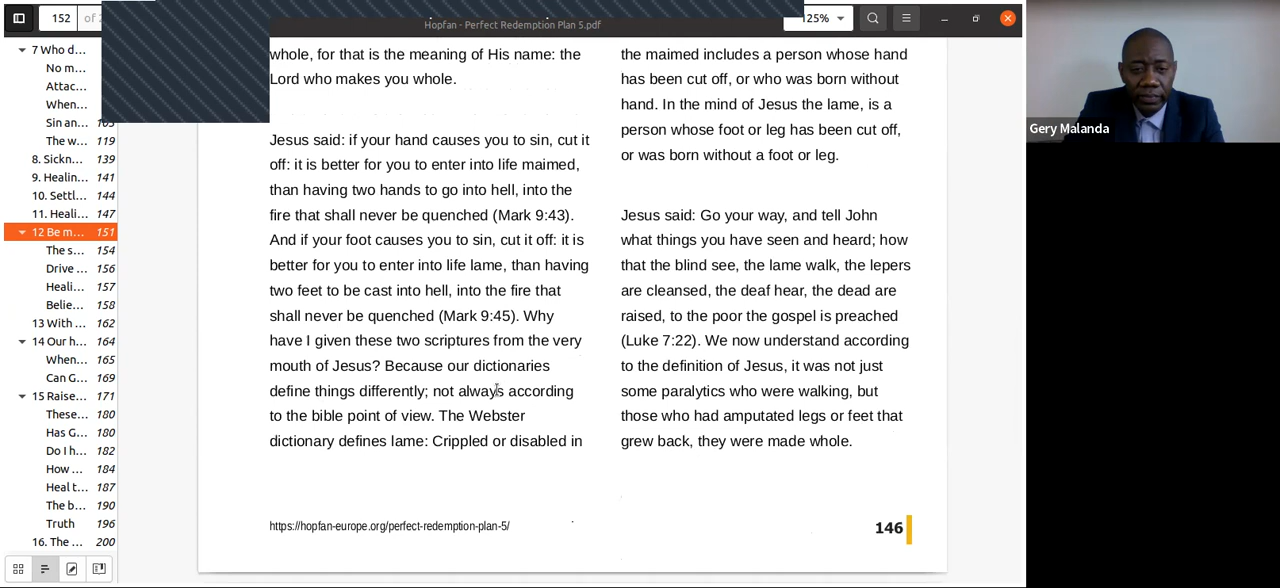 152 of
Hopfan - Perfect Redemption Plan 5.pdf
125%
7 Who d...
No m...
Attac...
When...
Sin an... 105
The w... 119
8. Sickn... 139
9. Healin... 141
10. Settl... 144
11. Heali... 147
12 Be m... 151
The s... 154
Drive ... 156
Heali... 157
Belie... 158
13 With ... 162
14 Our h... 164
When... 165
Can G... 169
15 Raise... 171
These... 180
Has G... 180
Do I h... 182
How ... 184
Heal t... 187
The b... 190
Truth 196
16. The ... 200
whole, for that is the meaning of His name: the
Lord who makes you whole.
Jesus said: if your hand causes you to sin, cut it
off: it is better for you to enter into life maimed,
than having two hands to go into hell, into the
fire that shall never be quenched (Mark 9:43).
And if your foot causes you to sin, cut it off: it is
better for you to enter into life lame, than having
two feet to be cast into hell, into the fire that
shall never be quenched (Mark 9:45). Why
have I given these two scriptures from the very
mouth of Jesus? Because our dictionaries
define things differently; not always according
to the bible point of view. The Webster
dictionary defines lame: Crippled or disabled in
the maimed includes a person whose hand
has been cut off, or who was born without
hand. In the mind of Jesus the lame, is a
person whose foot or leg has been cut off,
or was born without a foot or leg.
Jesus said: Go your way, and tell John
what things you have seen and heard; how
that the blind see, the lame walk, the lepers
are cleansed, the deaf hear, the dead are
raised, to the poor the gospel is preached
(Luke 7:22). We now understand according
to the definition of Jesus, it was not just
some paralytics who were walking, but
those who had amputated legs or feet that
grew back, they were made whole.
https://hopfan-europe.org/perfect-redemption-plan-5/
146
Gery Malanda